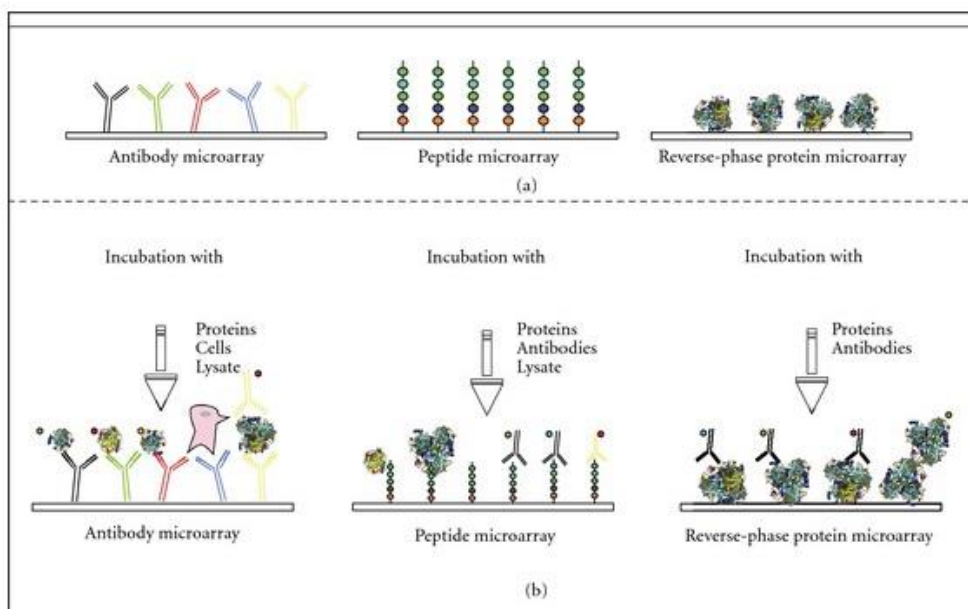 Antibody microarray
Peptide microarray
Reverse-phase protein microarray
(a)
Incubation with
Incubation with
Incubation with
Proteins
Cells
Lysate
Proteins
Antibodies
Lysate
Proteins
Antibodies
Antibody microarray
Peptide microarray
Reverse-phase protein microarray
(b)